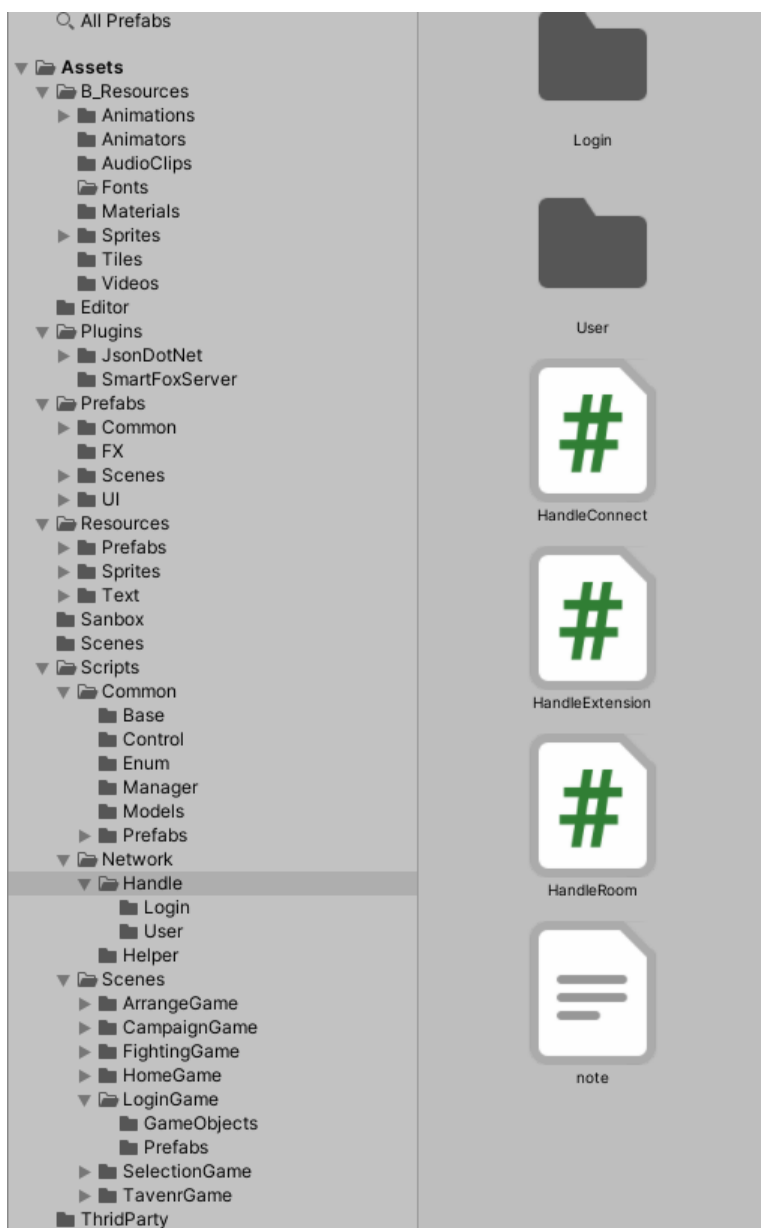 All Prefabs
Assets
B_Resources
Animations
Animators
AudioClips
Fonts
Materials
Sprites
Tiles
Videos
Editor
Plugins
JsonDotNet
SmartFoxServer
Prefabs
Common
FX
Scenes
UI
Resources
Prefabs
Sprites
Text
Sanbox
Scenes
Scripts
Common
Base
Control
Enum
Manager
Models
Prefabs
Network
Handle
Login
User
Helper
Scenes
ArrangeGame
CampaignGame
FightingGame
HomeGame
LoginGame
GameObjects
Prefabs
SelectionGame
TavenrGame
ThridParty
Login
User
HandleConnect
HandleExtension
HandleRoom
note